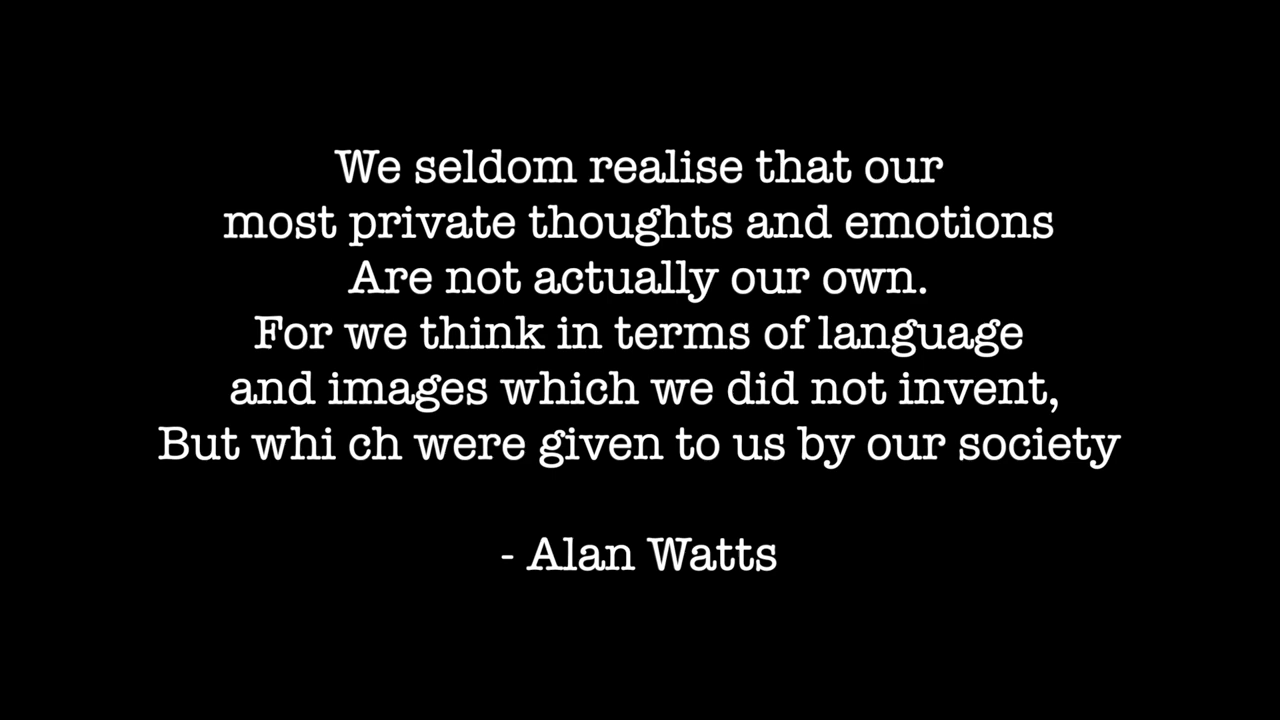 We seldom realise that our
most private thoughts and emotions
Are not actually our own.
For we think in terms of language
and images which we did not invent,
But whi ch were given to us by our society
- Alan Watts